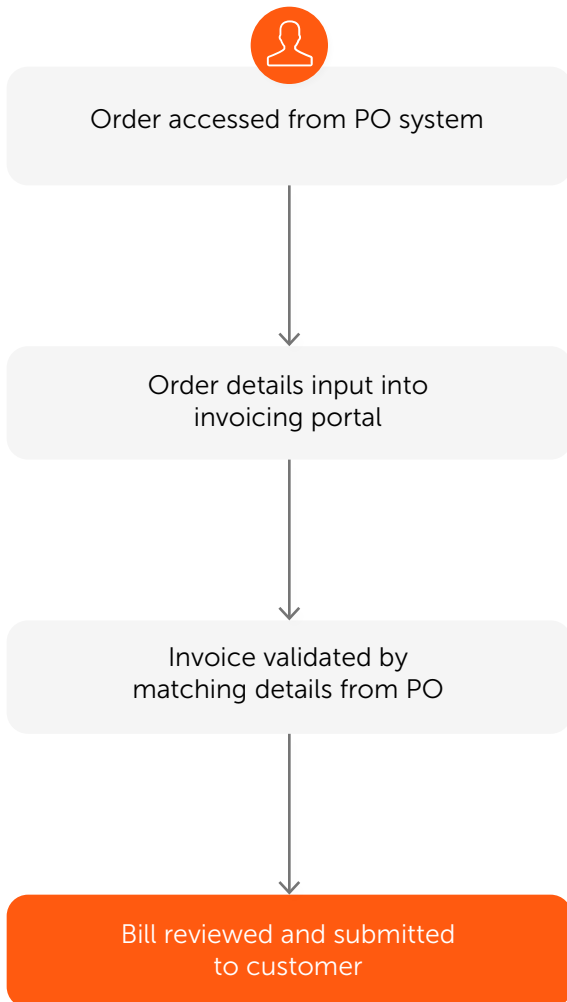 Order accessed from PO system
Order details input into
invoicing portal
Invoice validated by
matching details from PO
Bill reviewed and submitted
to customer